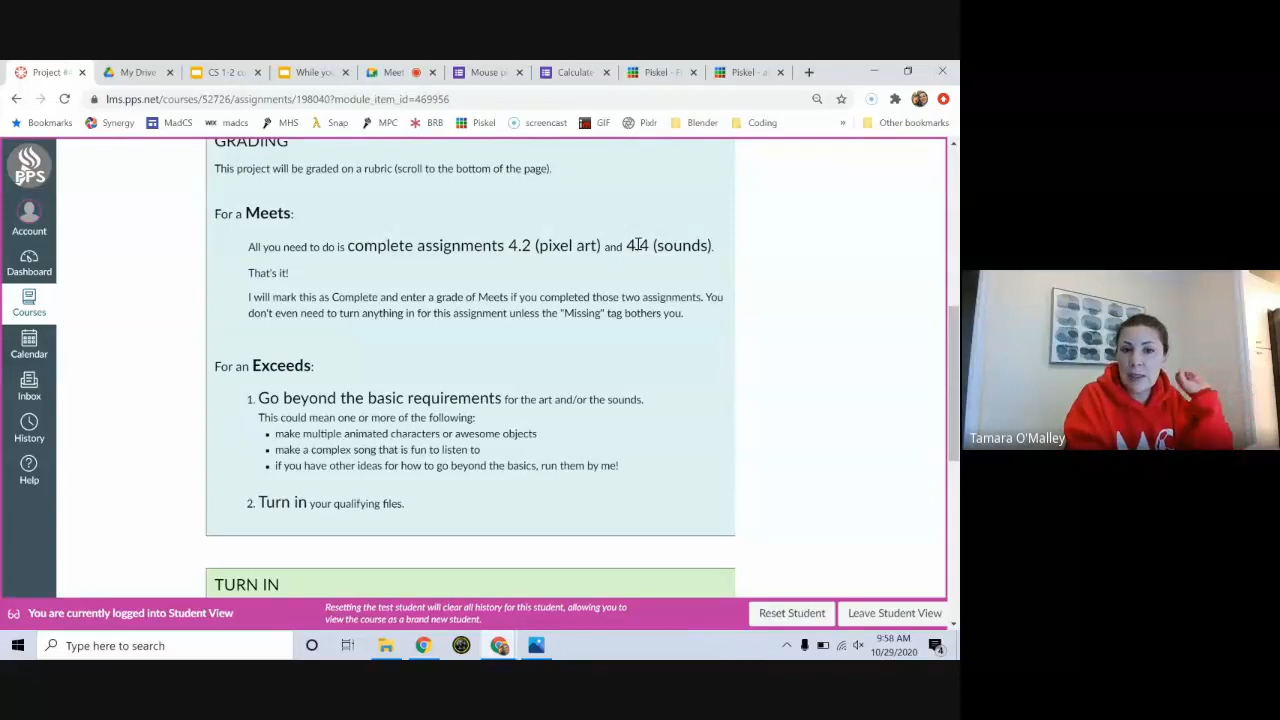 Project #
My Drive
CS 1-2 cu
While yo
Meet
Mouse p
Calculate
Piskel - F
Piskel - a
lms.pps.net/courses/52726/assignments/198040?module_item_id=469956
Bookmarks
Synergy
MadCS
WiX madcs
MHS
Snap
MPC
BRB
Piskel
screencast
GIF
Pixlr
Blender
Coding
»
Other bookmarks
PPS
Account
Dashboard
Courses
Calendar
Inbox
History
Help
GRADING
This project will be graded on a rubric (scroll to the bottom of the page).
For a Meets:
All you need to do is complete assignments 4.2 (pixel art) and 4.4 (sounds).
That's it!
I will mark this as Complete and enter a grade of Meets if you completed those two assignments. You
don't even need to turn anything in for this assignment unless the "Missing" tag bothers you.
For an Exceeds:
1. Go beyond the basic requirements for the art and/or the sounds.
This could mean one or more of the following:
• make multiple animated characters or awesome objects
• make a complex song that is fun to listen to
• if you have other ideas for how to go beyond the basics, run them by me!
2. Turn in your qualifying files.
TURN IN
You are currently logged into Student View
Resetting the test student will clear all history for this student, allowing you to
view the course as a brand new student.
Reset Student
Leave Student View
Type here to search
9:58 AM
10/29/2020
4
Tamara O'Malley